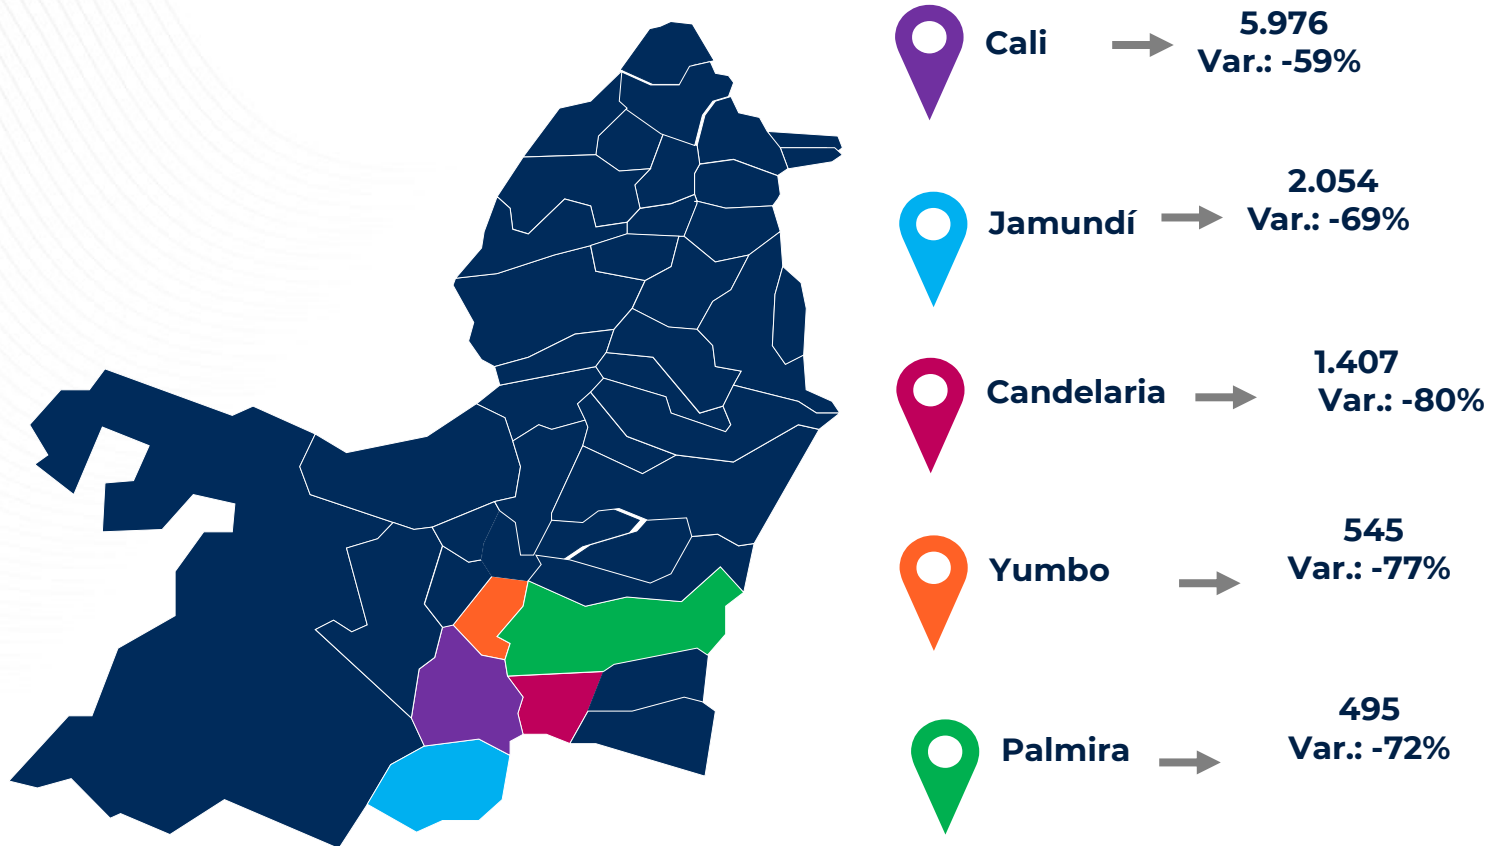 Cali
5.976
Var.: -59%
Jamundí
2.054
Var.: -69%
Candelaria
1.407
Var.: -80%
Yumbo
545
Var.: -77%
Palmira
495
Var.: -72%